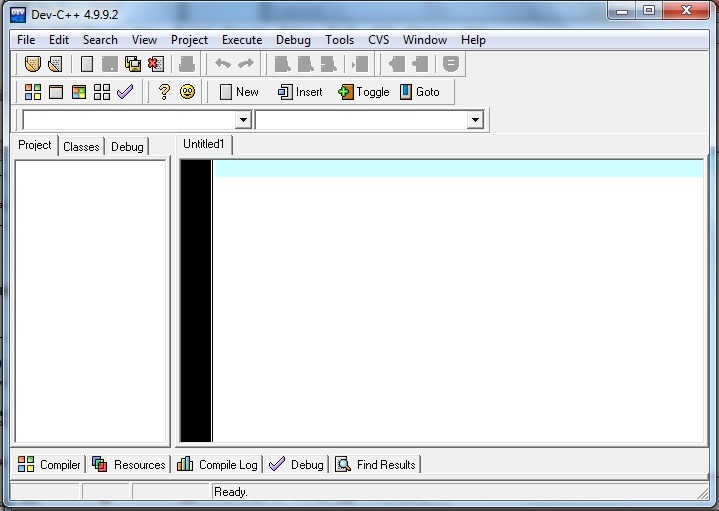 DEV Dev-C++ 4.9.9.2
File Edit Search View Project Execute Debug Tools CVS Window Help
New Insert Toggle Goto
Project Classes Debug Untitled1
Compiler Resources Compile Log Debug Find Results
Ready.